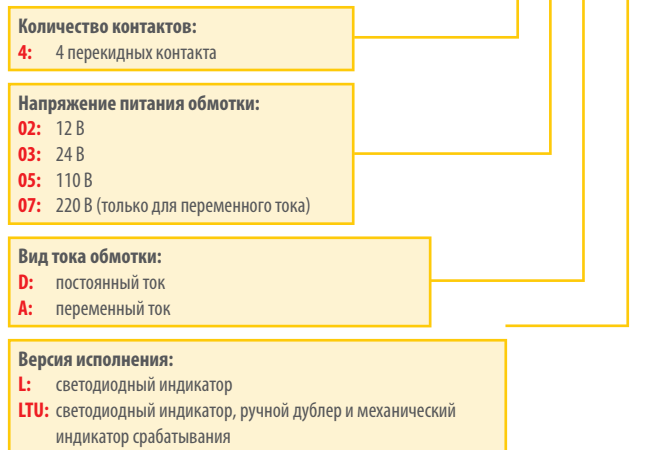 Количество контактов:
4: 4 перекидных контакта
Напряжение питания обмотки:
02: 12 В
03: 24 В
05: 110 В
07: 220 В (только для переменного тока)
Вид тока обмотки:
D: постоянный ток
A: переменный ток
Версия исполнения:
L: светодиодный индикатор
LTU: светодиодный индикатор, ручной дублер и механический
индикатор срабатывания